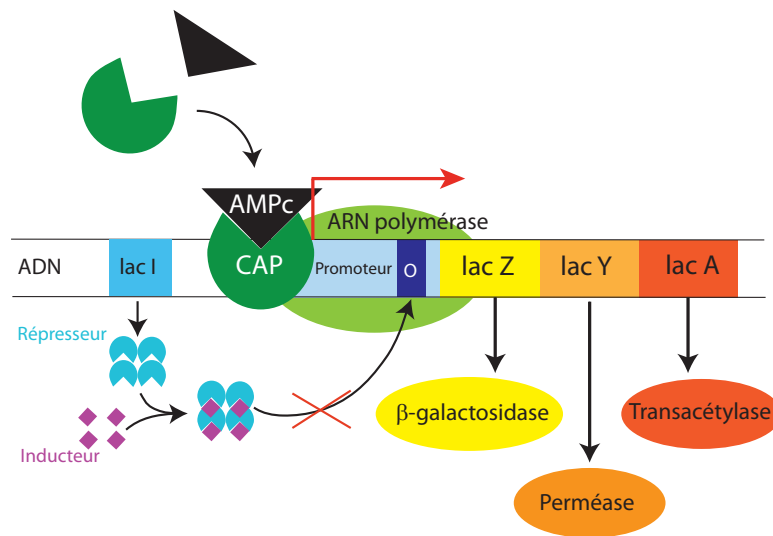 AMPc
ARN polymérase
ADN
lac I
CAP
Promoteur
O
lac Z
lac Y
lac A
Répresseur
Inducteur
β-galactosidase
Transacétylase
Perméase